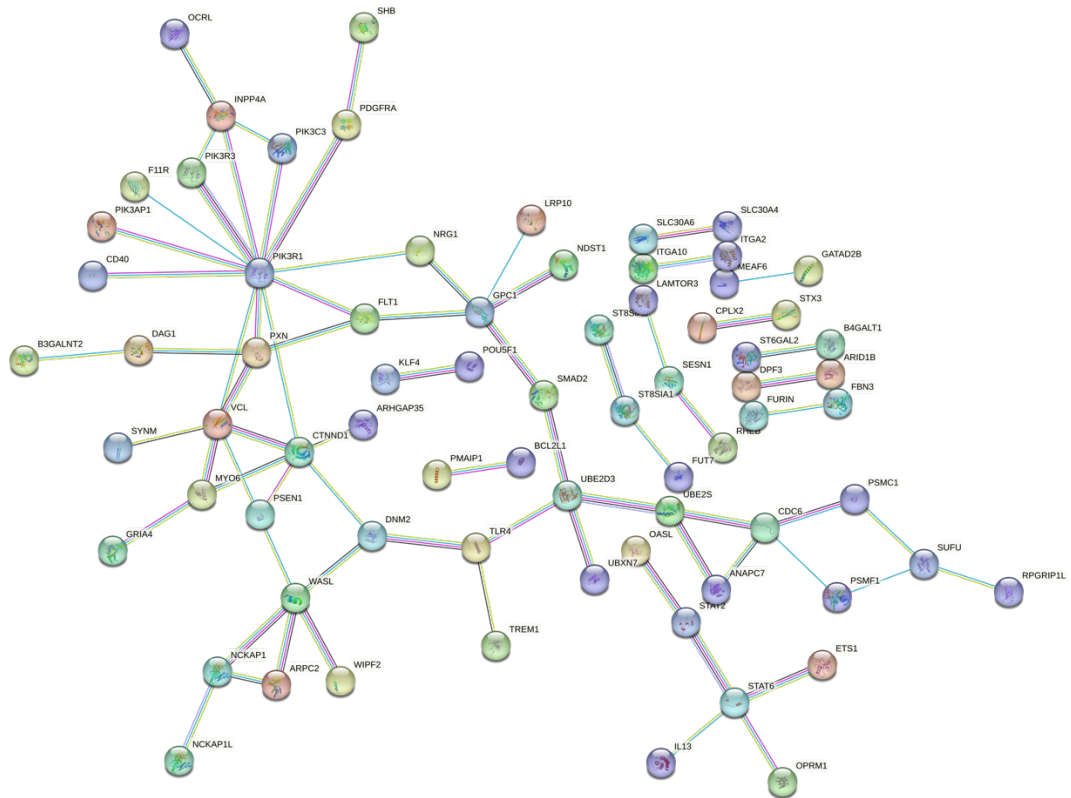 OCRL
SHB
INPP4A
PDGFRA
PIK3C3
PIK3R3
F11R
PIK3AP1
LRP10
SLC30A6
SLC30A4
NRG1
ITGA10
ITGA2
CD40
PIK3R1
NDST1
GATAD2B
LAMTOR3
MEAF6
GPC1
FLT1
ST8SI
CPLX2
STX3
DAG1
PXN
B3GALNT2
ST6GAL2
B4GALT1
KLF4
POU5F1
SESN1
DPF3
ARID1B
SMAD2
FURIN
FBN3
VCL
ARHGAP35
ST8SIA1
SYNM
CTNND1
RHEB
BCL2L1
PMAIP1
FUT7
MYO6
UBE2D3
UBE2S
PSEN1
PSMC1
CDC6
DNM2
TLR4
GRIA4
OASL
SUFU
UBXN7
ANAPC7
PSMF1
RPGRIP1L
WASL
STAT2
TREM1
NCKAP1
ARPC2
WIPF2
ETS1
STAT6
NCKAP1L
IL13
OPRM1